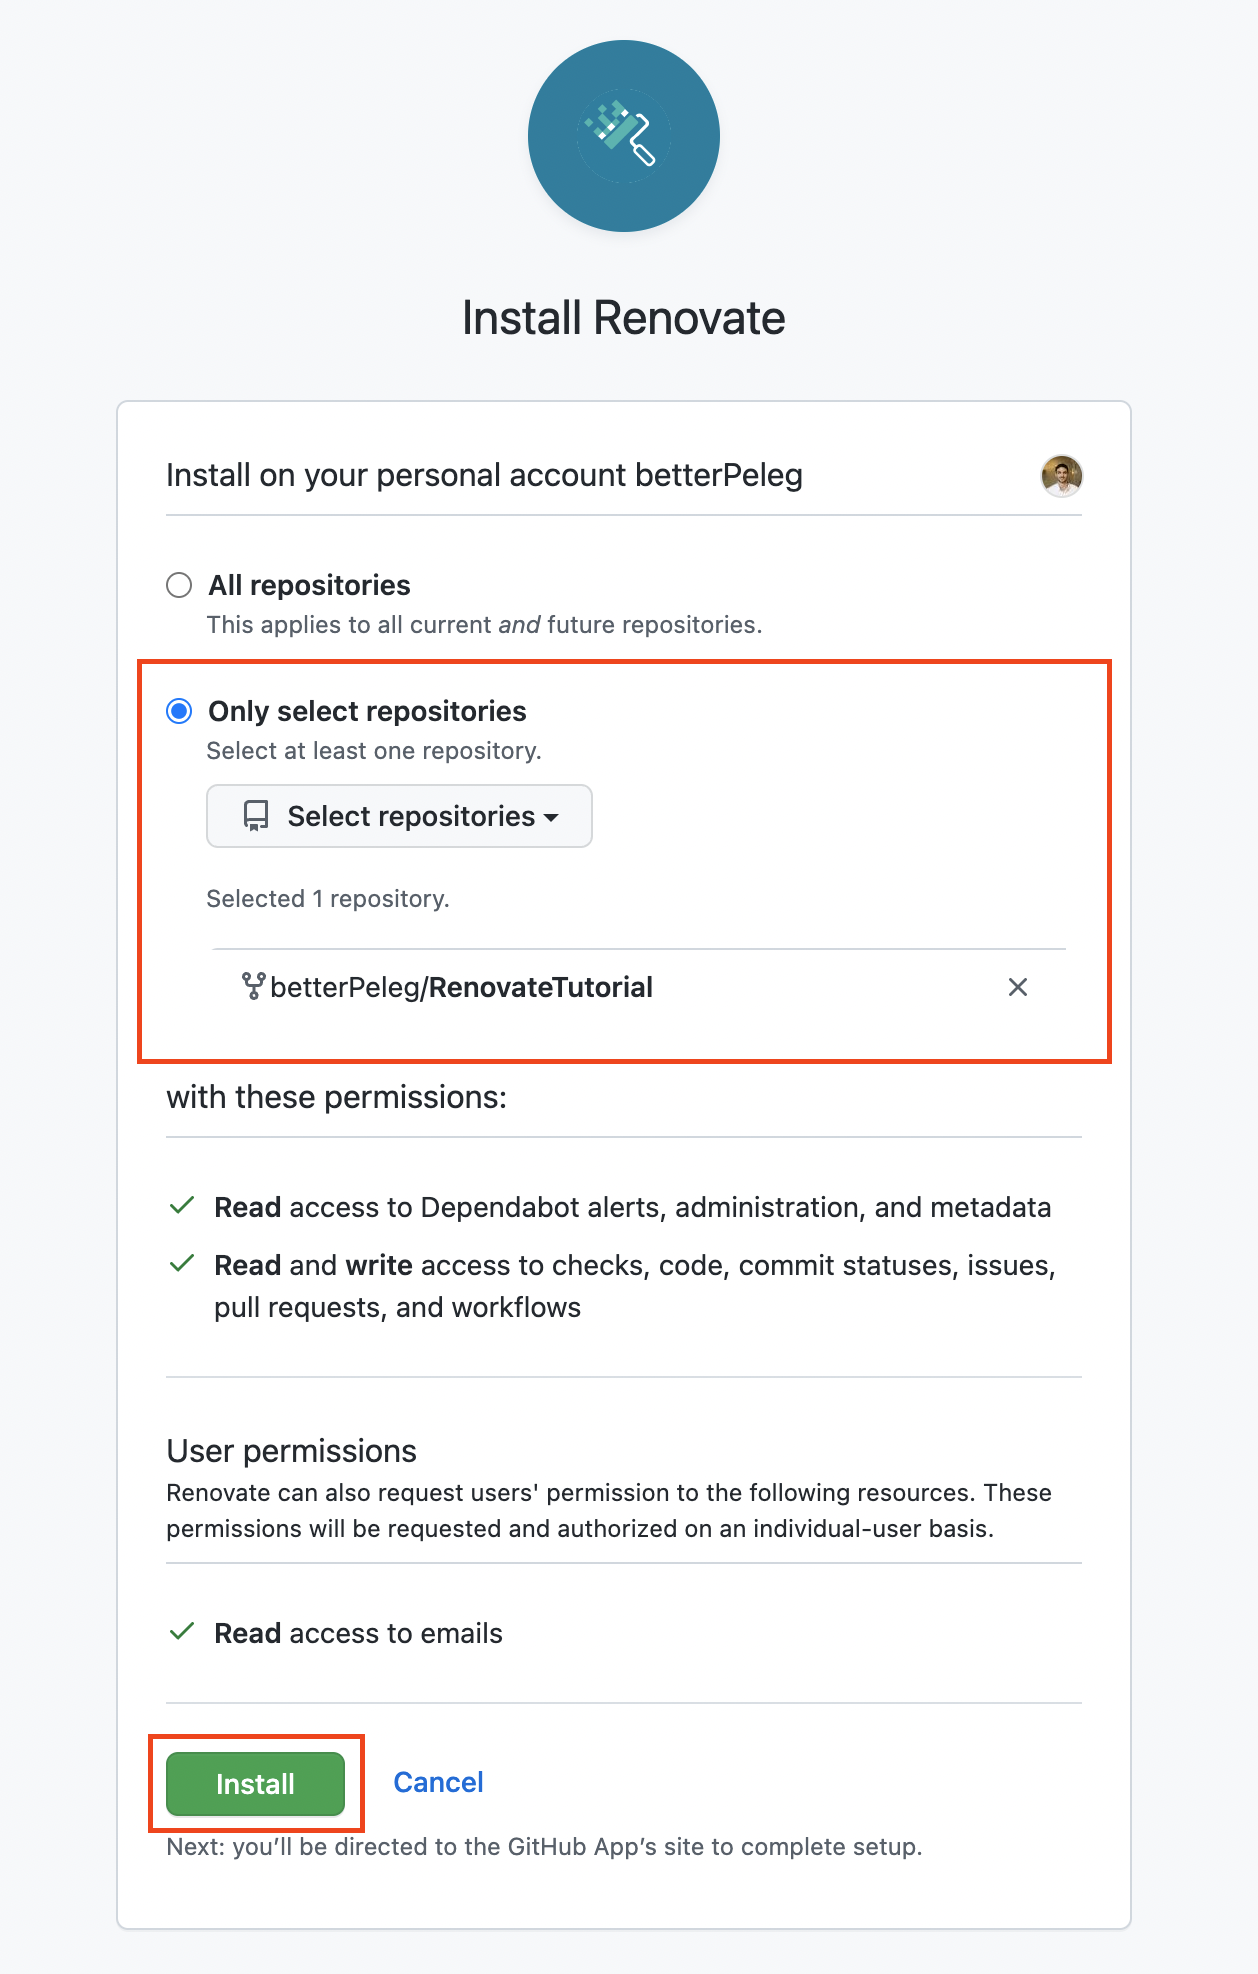 Install Renovate
Install on your personal account betterPeleg
All repositories
This applies to all current and future repositories.
Only select repositories
Select at least one repository.
Select repositories
Selected 1 repository.
betterPeleg/RenovateTutorial
with these permissions:
Read access to Dependabot alerts, administration, and metadata
Read and write access to checks, code, commit statuses, issues,
pull requests, and workflows
User permissions
Renovate can also request users' permission to the following resources. These
permissions will be requested and authorized on an individual-user basis.
Read access to emails
Install
Cancel
Next: you’ll be directed to the GitHub App’s site to complete setup.